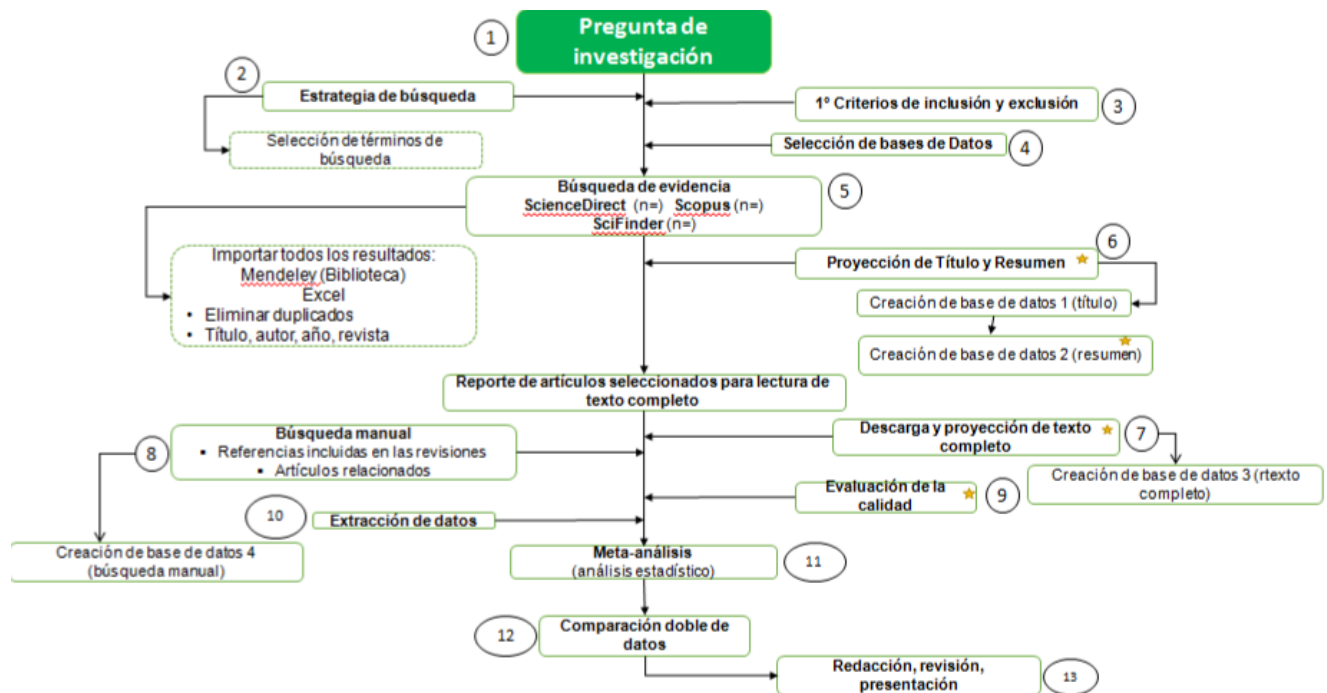 Pregunta de
investigación
1
2
Estrategia de búsqueda
1º Criterios de inclusión y exclusión
3
Selección de términos de
búsqueda
Selección de bases de Datos
4
Búsqueda de evidencia
ScienceDirect (n=) Scopus (n=)
SciFinder (n=)
5
Importar todos los resultados:
Mendeley (Biblioteca)
Excel
• Eliminar duplicados
• Título, autor, año, revista
6
Proyección de Título y Resumen
Creación de base de datos 1 (título)
Creación de base de datos 2 (resumen)
Reporte de artículos seleccionados para lectura de
texto completo
8
Búsqueda manual
▪ Referencias incluidas en las revisiones
▪ Artículos relacionados
Descarga y proyección de texto
completo
7
Creación de base de datos 3 (rtexto
completo)
Evaluación de la
calidad
9
10
Extracción de datos
Creación de base de datos 4
(búsqueda manual)
Meta-análisis
(análisis estadístico)
11
12
Comparación doble de
datos
Redacción, revisión,
presentación
13